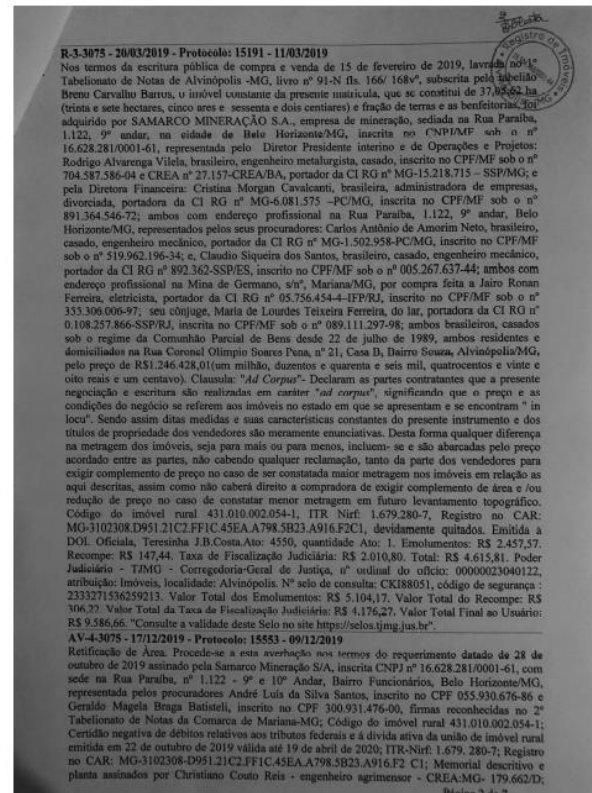 R-3-3075 - 20/03/2019 - Protocolo: 15191 - 11/03/2019
Nos termos da escritura pública de compra e venda de 15 de fevereiro de 2019, lavrada no 1º
Tabelionato de Notas de Alvinópolis -MG, livro nº 91-N fls. 166/ 168vº, subscrita pelo tabelião
Breno Carvalho Barros, o imóvel constante da presente matrícula, que se constitui de 37,05,62 ha
(trinta e sete hectares, cinco ares e sessenta e dois centiares) e fração de terras e as benfeitorias, foi
adquirido por SAMARCO MINERAÇÃO S.A., empresa de mineração, sediada na Rua Paraíba,
1.122, 9º andar, na cidade de Belo Horizonte/MG, inscrita no CNPJ/MF sob o nº
16.628.281/0001-61, representada pelo Diretor Presidente interino e de Operações e Projetos:
Rodrigo Alvarenga Vilela, brasileiro, engenheiro metalurgista, casado, inscrito no CPF/MF sob o nº
704.587.586-04 e CREA nº 27.157-CREA/BA, portador da CI RG nº MG-15.218.715 – SSP/MG; e
pela Diretora Financeira: Cristina Morgan Cavalcanti, brasileira, administradora de empresas,
divorciada, portadora da CI RG nº MG-6.081.575 –PC/MG, inscrita no CPF/MF sob o nº
891.364.546-72; ambos com endereço profissional na Rua Paraíba, 1.122, 9º andar, Belo
Horizonte/MG, representados pelos seus procuradores: Carlos Antônio de Amorim Neto, brasileiro,
casado, engenheiro mecânico, portador da CI RG nº MG-1.502.958-PC/MG, inscrito no CPF/MF
sob o nº 519.962.196-34; e, Claudio Siqueira dos Santos, brasileiro, casado, engenheiro mecânico,
portador da CI RG nº 892.362-SSP/ES, inscrito no CPF/MF sob o nº 005.267.637-44; ambos com
endereço profissional na Mina de Germano, s/nº, Mariana/MG, por compra feita a Jairo Ronan
Ferreira, eletricista, portador da CI RG nº 05.756.454-4–IFP/RJ, inscrito no CPF/MF sob o nº
355.306.006-97; seu cônjuge, Maria de Lourdes Teixeira Ferreira, do lar, portadora da CI RG nº
0.108.257.866-SSP/RJ, inscrita no CPF/MF sob o nº 089.111.297-98; ambos brasileiros, casados
sob o regime da Comunhão Parcial de Bens desde 22 de julho de 1989, ambos residentes e
domiciliados na Rua Coronel Olimpio Soares Pena, nº 21, Casa B, Bairro Souza, Alvinópolis/MG,
pelo preço de R$1.246.428,01(um milhão, duzentos e quarenta e seis mil, quatrocentos e vinte e
oito reais e um centavo). Clausula: "Ad Corpus"- Declaram as partes contratantes que a presente
negociação e escritura são realizadas em caráter "ad corpus", significando que o preço e as
condições do negócio se referem aos imóveis no estado em que se apresentam e se encontram " in
locu". Sendo assim ditas medidas e suas características constantes do presente instrumento e dos
títulos de propriedade dos vendedores são meramente enunciativas. Desta forma qualquer diferença
na metragem dos imóveis, seja para mais ou para menos, incluem- se e são abarcadas pelo preço
acordado entre as partes, não cabendo qualquer reclamação, tanto da parte dos vendedores para
exigir complemento de preço no caso de ser constatada maior metragem nos imóveis em relação as
aqui descritas, assim como não caberá direito a compradora de exigir complemento de área e /ou
redução de preço no caso de constatar menor metragem em futuro levantamento topográfico.
Código do imóvel rural 431.010.002.054-1, ITR Nirf: 1.679.280-7, Registro no CAR:
MG-3102308.D951.21C2.FF1C.45EA.A798.5B23.A916.F2C1, devidamente quitados. Emitida à
DOI. Oficiala, Teresinha J.B.Costa.Ato: 4550, quantidade Ato: 1. Emolumentos: R$ 2.457,57.
Recompe: R$ 147,44. Taxa de Fiscalização Judiciária: R$ 2.010,80. Total: R$ 4.615,81. Poder
Judiciário - TJMG - Corregedoria-Geral de Justiça, nº ordinal do ofício: 00000023040122,
atribuição: Imóveis, localidade: Alvinópolis. Nº selo de consulta: CKI88051, código de segurança :
2333271536259213. Valor Total dos Emolumentos: R$ 5.104,17. Valor Total do Recompe: R$
306,22. Valor Total da Taxa de Fiscalização Judiciária: R$ 4.176,27. Valor Total Final ao Usuário:
R$ 9.586,66. "Consulte a validade deste Selo no site https://selos.tjmg.jus.br".
AV-4-3075 - 17/12/2019 - Protocolo: 15553 - 09/12/2019
Retificação de Área. Procede-se a esta averbação nos termos do requerimento datado de 28 de
outubro de 2019 assinado pela Samarco Mineração S/A, inscrita CNPJ nº 16.628.281/0001-61, com
sede na Rua Paraíba, nº 1.122 - 9º e 10º Andar, Bairro Funcionários, Belo Horizonte/MG,
representada pelos procuradores André Luís da Silva Santos, inscrito no CPF 055.930.676-86 e
Geraldo Magela Braga Batisteli, inscrito no CPF 300.931.476-00, firmas reconhecidas no 2º
Tabelionato de Notas da Comarca de Mariana-MG; Código do imóvel rural 431.010.002.054-1;
Certidão negativa de débitos relativos aos tributos federais e à dívida ativa da união de imóvel rural
emitida em 22 de outubro de 2019 válida até 19 de abril de 2020; ITR-Nirf: 1.679. 280-7; Registro
no CAR: MG-3102308-D951.21C2.FF1C.45EA.A798.5B23.A916.F2 C1; Memorial descritivo e
planta assinados por Christiano Couto Reis - engenheiro agrimensor - CREA:MG- 179.662/D;